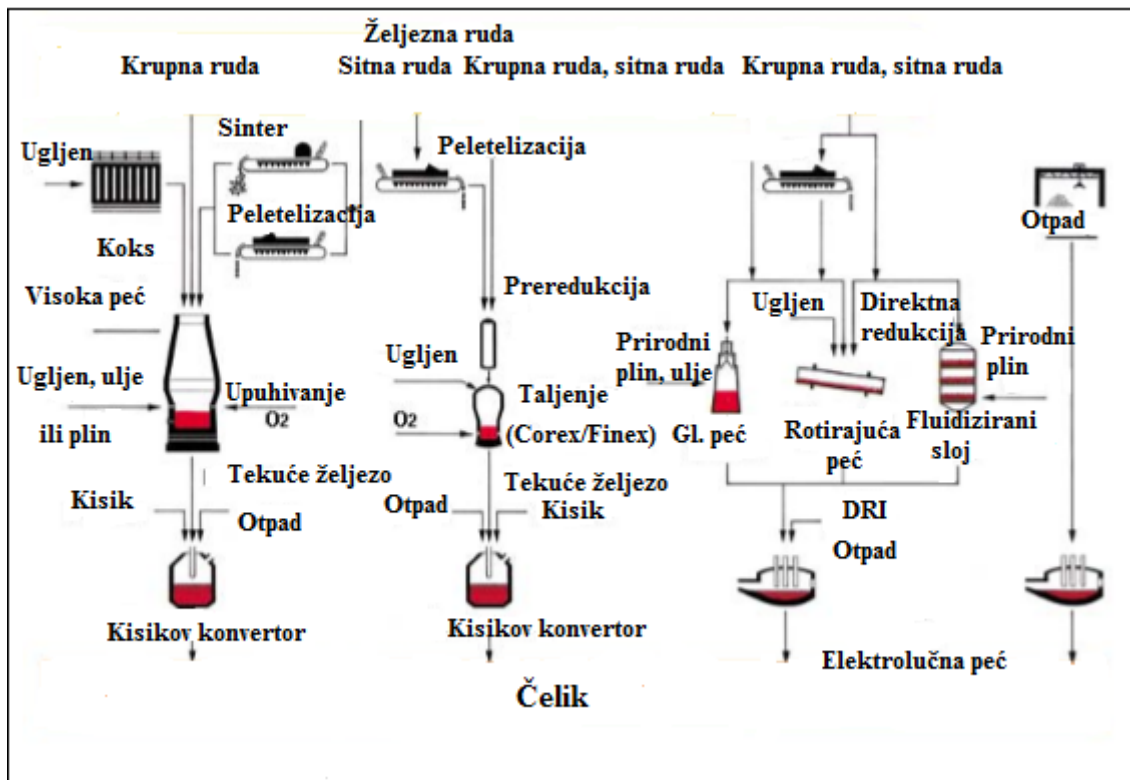 Željezna ruda
Krupna ruda
Sitna ruda
Krupna ruda, sitna ruda
Krupna ruda, sitna ruda
Ugljen
Sinter
Peletelizacija
Koks
Visoka peć
Ugljen, ulje
ili plin
Upuhivanje
O2
Tekuće željezo
Kisik
Otpad
Kisikov konvertor
Peletelizacija
Preredukcija
Ugljen
O2
Taljenje
(Corex/Finex)
Tekuće željezo
Otpad
Kisik
Kisikov konvertor
Ugljen
Direktna
redukcija
Prirodni
plin, ulje
Prirodni
plin
Gl. peć
Rotirajuća
peć
Fluidizirani
sloj
DRI
Otpad
Otpad
Elektrolučna peć
Čelik